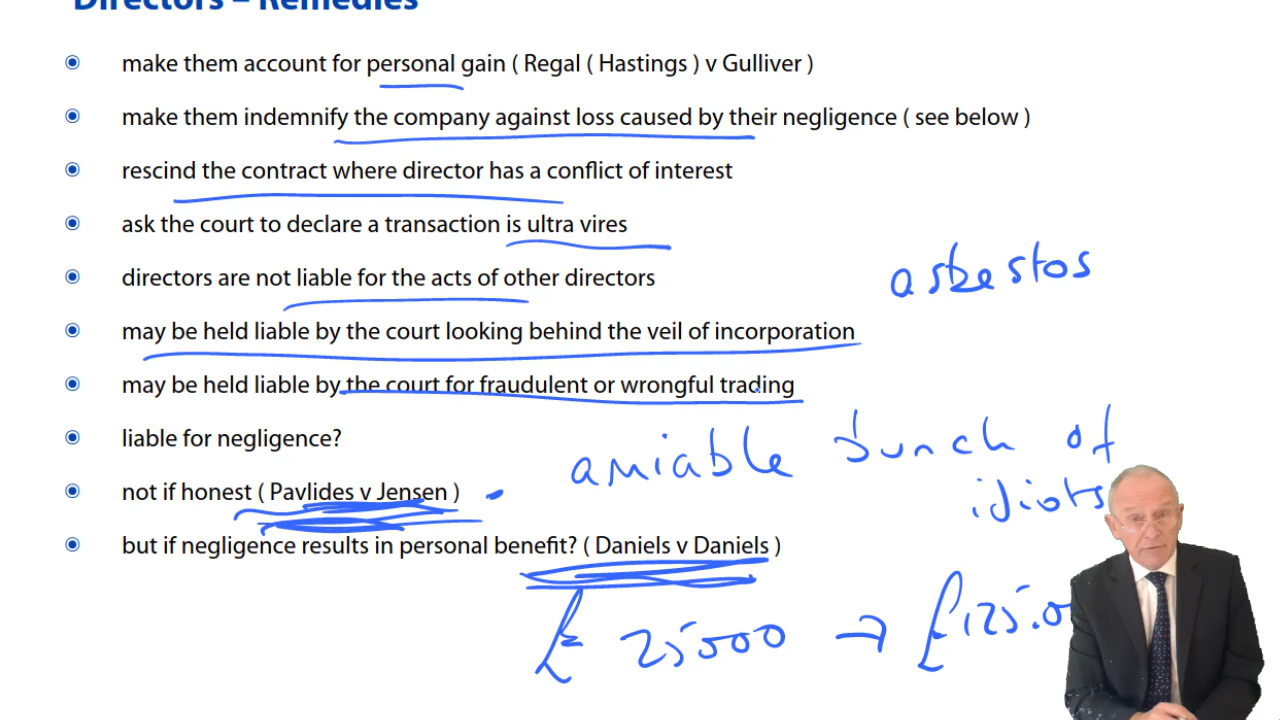 Directors – Remedies
make them account for personal gain ( Regal ( Hastings ) v Gulliver )
make them indemnify the company against loss caused by their negligence ( see below )
rescind the contract where director has a conflict of interest
ask the court to declare a transaction is ultra vires
directors are not liable for the acts of other directors
asbestos
may be held liable by the court looking behind the veil of incorporation
may be held liable by the court for fraudulent or wrongful trading
liable for negligence?
amiable bunch of
idiots
not if honest ( Pavlides v Jensen )
but if negligence results in personal benefit? ( Daniels v Daniels )
£ 25000 → £125.0